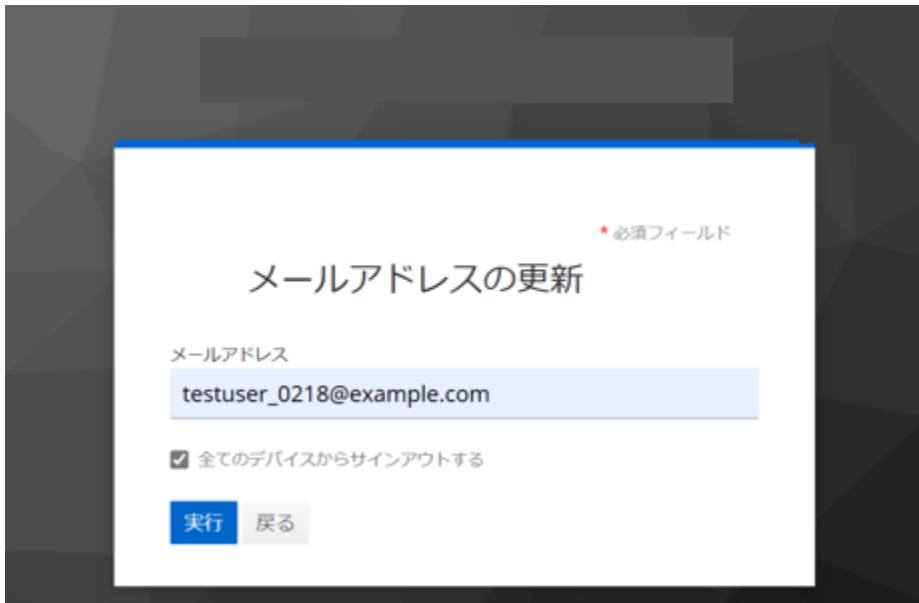 * 必須フィールド
メールアドレスの更新
メールアドレス
testuser_0218@example.com
全てのデバイスからサインアウトする
実行 戻る